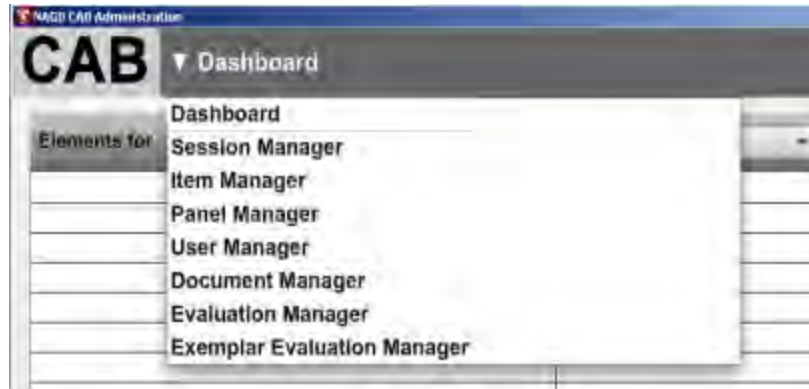 NAGB CAB Administration
CAB ▼ Dashboard
Dashboard
Elements for
Session Manager
Item Manager
Panel Manager
User Manager
Document Manager
Evaluation Manager
Exemplar Evaluation Manager